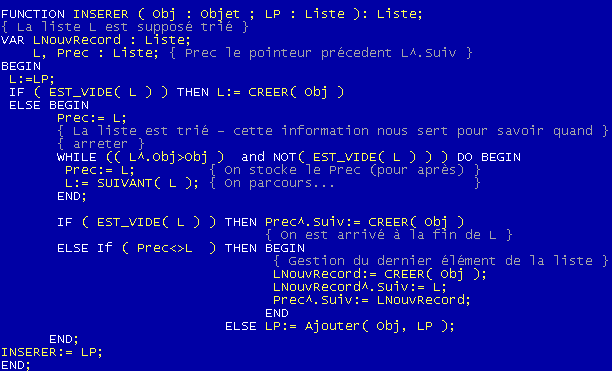 FUNCTION INSERER ( Obj : Objet ; LP : Liste ): Liste;
{ La liste L est supposé trié }
VAR LNouvRecord : Liste;
L, Prec : Liste; { Prec le pointeur précedent L^.Suiv }
BEGIN
L:=LP;
IF ( EST_VIDE( L ) ) THEN L:= CREER( Obj )
ELSE BEGIN
Prec:= L;
{ La liste est trié - cette information nous sert pour savoir quand }
{ arreter }
WHILE (( L^.Obj>Obj )  and NOT( EST_VIDE( L ) ) ) DO BEGIN
Prec:= L; { On stocke le Prec (pour après) }
L:= SUIVANT( L ); { On parcours... }
END;
IF ( EST_VIDE( L ) ) THEN Prec^.Suiv:= CREER( Obj )
{ On est arrivé à la fin de L }
ELSE If ( Prec<>L  ) THEN BEGIN
{ Gestion du dernier élément de la liste }
LNouvRecord:= CREER( Obj );
LNouvRecord^.Suiv:= L;
Prec^.Suiv:= LNouvRecord;
END
ELSE LP:= Ajouter( Obj, LP );
END;
INSERER:= LP;
END;